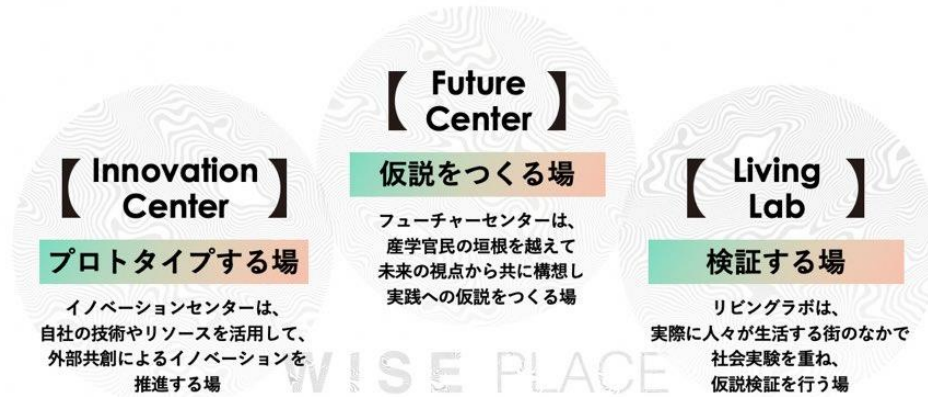 【Innovation
Center】
プロトタイプする場
イノベーションセンターは、
自社の技術やリソースを活用して、
外部共創によるイノベーションを
推進する場
【Future
Center】
仮説をつくる場
フューチャーセンターは、
産学官民の垣根を越えて
未来の視点から共に構想し
実践への仮説をつくる場
【Living
Lab】
検証する場
リビングラボは、
実際に人々が生活する街のなかで
社会実験を重ね、
仮説検証を行う場
WISE PLACE